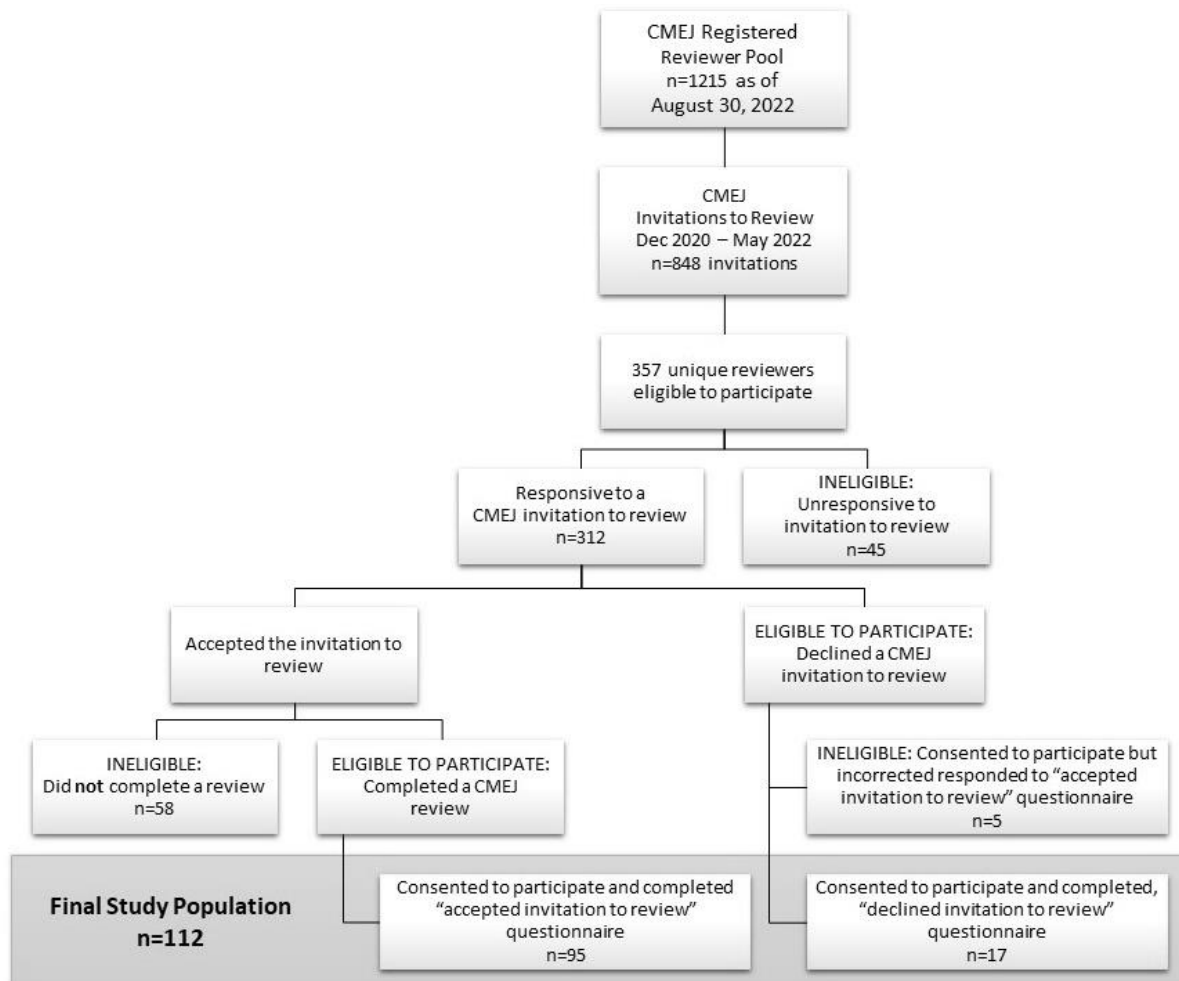 CMEJ Registered
Reviewer Pool
n=1215 as of
August 30, 2022
CMEJ
Invitations to Review
Dec 2020 – May 2022
n=848 invitations
357 unique reviewers
eligible to participate
Responsive to a
CMEJ invitation to review
n=312
INELIGIBLE:
Unresponsive to
invitation to review
n=45
Accepted the invitation to
review
ELIGIBLE TO PARTICIPATE:
Declined a CMEJ
invitation to review
INELIGIBLE:
Did not complete a review
n=58
ELIGIBLE TO PARTICIPATE:
Completed a CMEJ
review
INELIGIBLE: Consented to participate but
incorrected responded to “accepted
invitation to review” questionnaire
n=5
Final Study Population
n=112
Consented to participate and completed
“accepted invitation to review”
questionnaire
n=95
Consented to participate and completed,
“declined invitation to review”
questionnaire
n=17